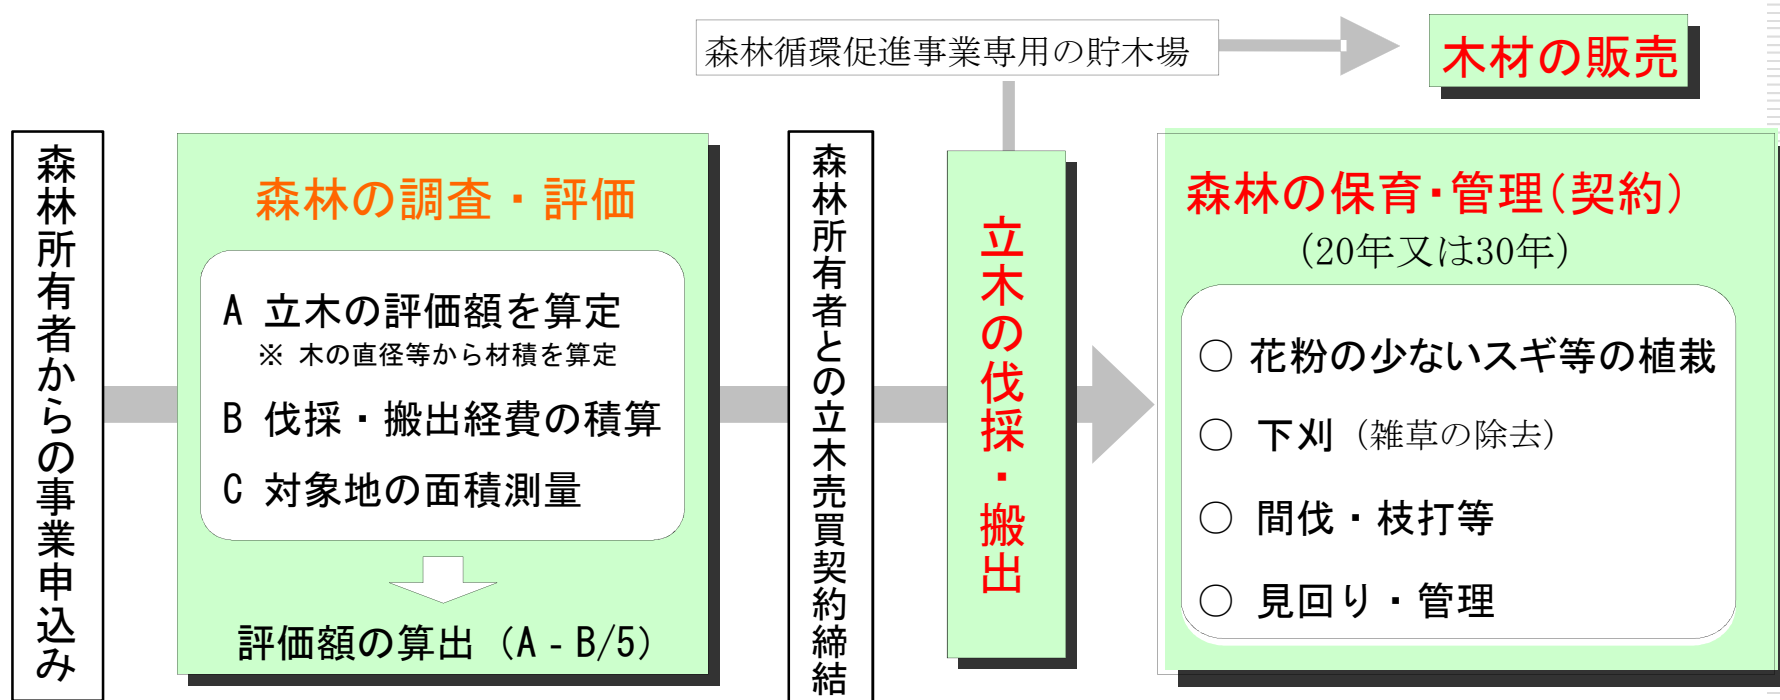 森林循環促進事業専用の貯木場
木材の販売
森林所有者からの事業申込み
森林の調査・評価
A 立木の評価額を算定
※ 木の直径等から材積を算定
B 伐採・搬出経費の積算
C 対象地の面積測量
評価額の算出 (A - B/5)
森林所有者との立木売買契約締結
立木の伐採・搬出
森林の保育・管理(契約)
(20年又は30年)
○ 花粉の少ないスギ等の植栽
○ 下刈 (雑草の除去)
○ 間伐・枝打等
○ 見回り・管理